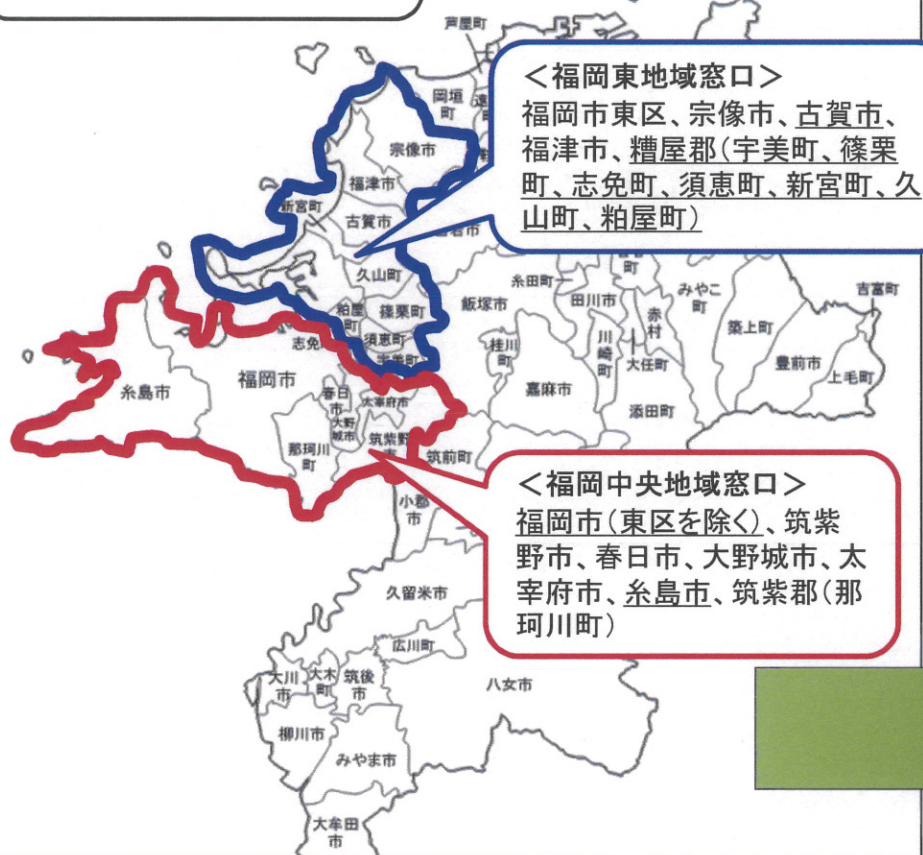 芦屋町
岡垣町
遠
＜福岡東地域窓口＞
福岡市東区、宗像市、古賀市、
福津市、糟屋郡（宇美町、篠栗
町、志免町、須恵町、新宮町、久
山町、粕屋町）
宗像市
福津市
新宮町
古賀市
久山町
粕屋町
篠栗町
須恵町
志免
宇美町
飯塚市
糸田町
田川市
町
みやこ町
吉富町
赤村
築上町
桂川町
川崎町
大任町
豊前市
上毛町
嘉麻市
添田町
糸島市
福岡市
春日市
太宰府市
大野城市
那珂川町
筑紫野市
筑前町
小郡市
＜福岡中央地域窓口＞
福岡市（東区を除く）、筑紫
野市、春日市、大野城市、太
宰府市、糸島市、筑紫郡（那
珂川町）
久留米市
広川町
大川市
大木町
筑後市
八女市
柳川市
みやま市
大牟田市